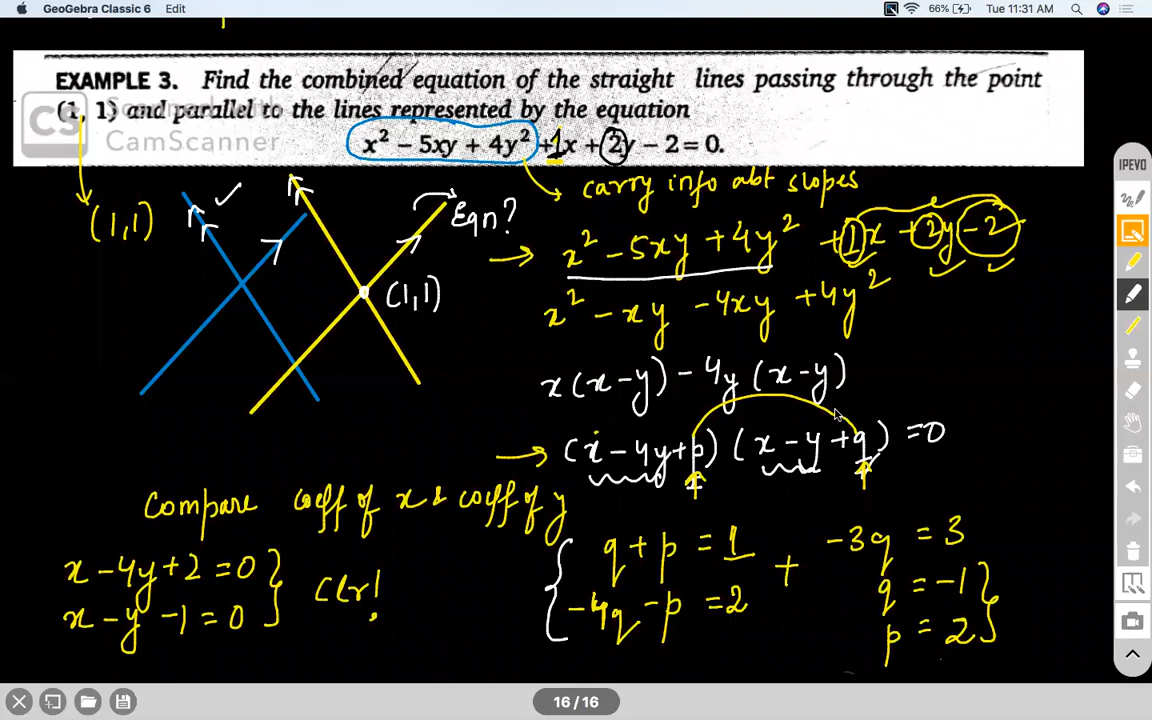 GeoGebra Classic 6 Edit 66% Tue 11:31 AM
EXAMPLE 3. Find the combined equation of the straight lines passing through the point
(1, 1) and parallel to the lines represented by the equation
CS CamScanner
x² − 5xy + 4y² + 1x + 2y − 2 = 0.
carry info abt slopes
(1,1)
Eqn?
x² − 5xy + 4y² + 1x + 2y − 2
(1,1)
x² − xy − 4xy + 4y²
x(x−y) − 4y(x−y)
(x − 4y + p) (x − y + q) = 0
Compare coeff of x & coeff of y
q + p = 1
−4q − p = 2
+
−3q = 3
q = −1
p = 2
x − 4y + 2 = 0
x − y − 1 = 0
Clr!
16 / 16
IPEVO